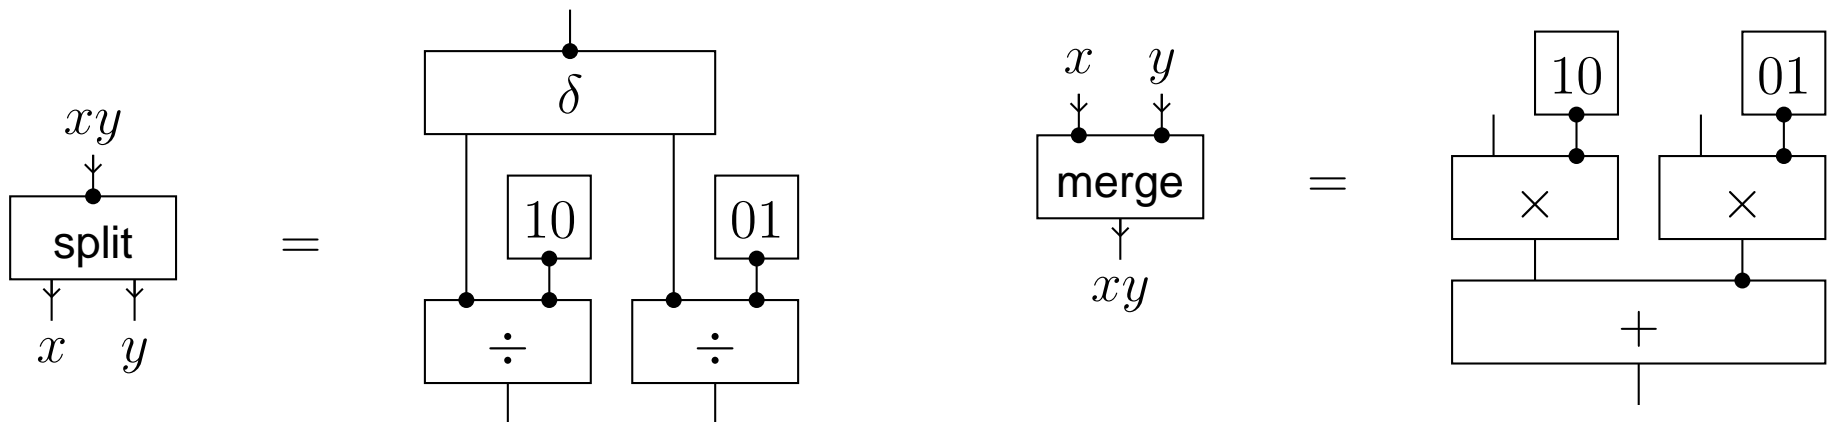 xy
split
x y
=
δ
10 01
÷ ÷
x y
merge
xy
=
10 01
× ×
+